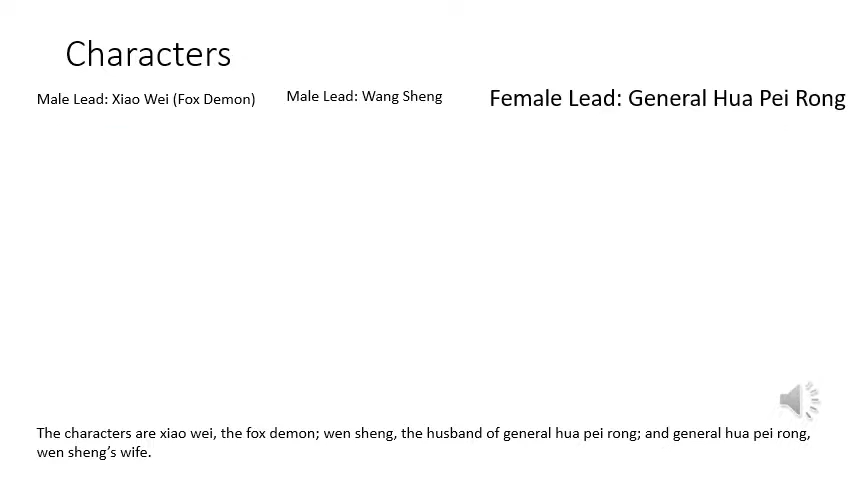 Characters
Male Lead: Xiao Wei (Fox Demon)
Male Lead: Wang Sheng
Female Lead: General Hua Pei Rong
The characters are xiao wei, the fox demon; wen sheng, the husband of general hua pei rong; and general hua pei rong,
wen sheng’s wife.